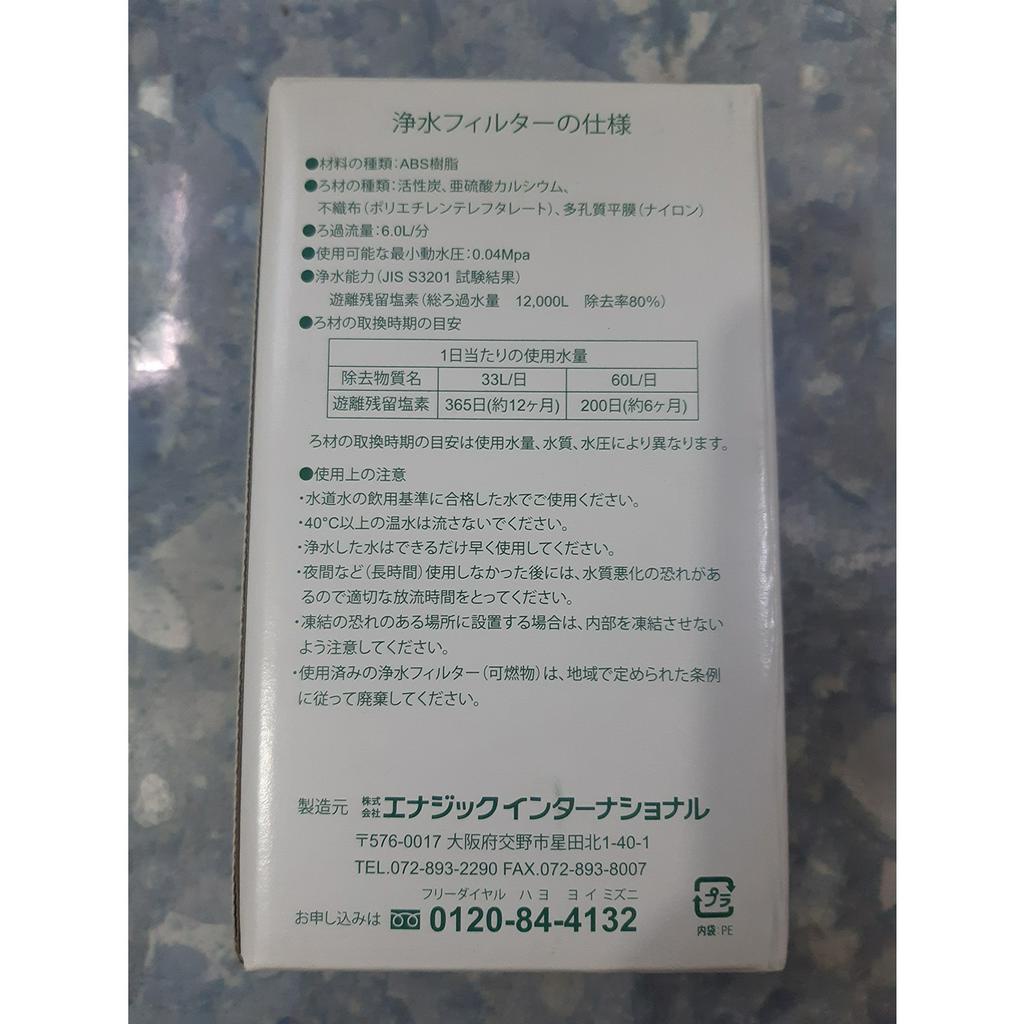 浄水フィルターの仕様
●材料の種類:ABS樹脂
●ろ材の種類:活性炭、亜硫酸カルシウム、
不織布(ポリエチレンテレフタレート)、多孔質平膜(ナイロン)
●ろ過流量:6.0L/分
●使用可能な最小動水圧:0.04Mpa
●浄水能力(JIS S3201 試験結果)
遊離残留塩素(総ろ過水量 12,000L 除去率80%)
●ろ材の取換時期の目安
1日当たりの使用水量
除去物質名 33L/日 60L/日
遊離残留塩素 365日(約12ヶ月) 200日(約6ヶ月)
ろ材の取換時期の目安は使用水量、水質、水圧により異なります。
●使用上の注意
・水道水の飲用基準に合格した水でご使用ください。
・40°C以上の温水は流さないでください。
・浄水した水はできるだけ早く使用してください。
・夜間など(長時間)使用しなかった後には、水質悪化の恐れがあ
るので適切な放流時間をとってください。
・凍結の恐れのある場所に設置する場合は、内部を凍結させない
よう注意してください。
・使用済みの浄水フィルター(可燃物)は、地域で定められた条例
に従って廃棄してください。
製造元 株式会社 エナジックインターナショナル
〒576-0017 大阪府交野市星田北1-40-1
TEL.072-893-2290 FAX.072-893-8007
フリーダイヤル ハヨ ヨイミズニ
お申し込みは 0120-84-4132
プラ
内袋:PE